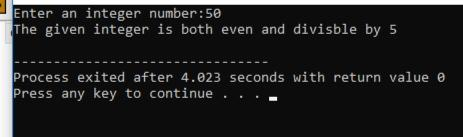 Enter an integer number:50
The given integer is both even and divisble by 5
--------------------------------
Process exited after 4.023 seconds with return value 0
Press any key to continue . . .